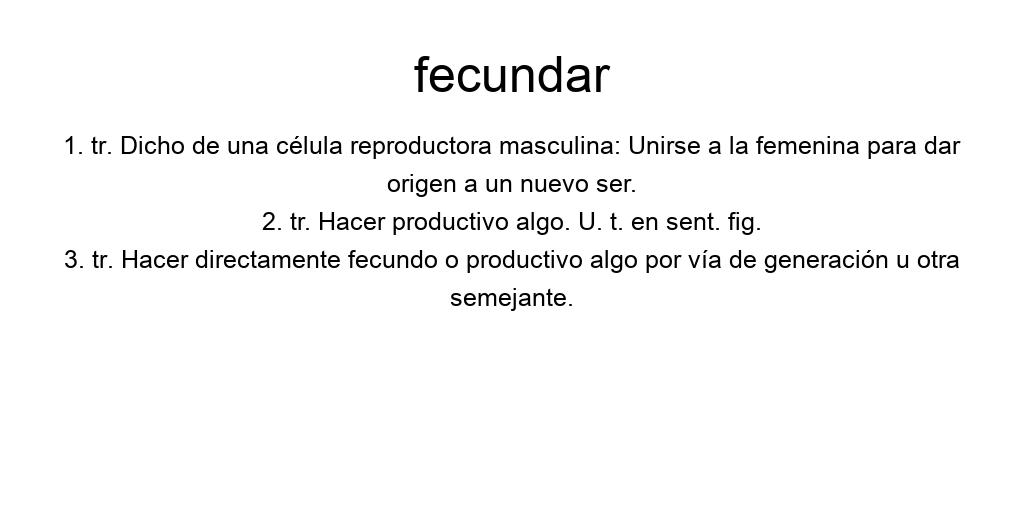 fecundar
1. tr. Dicho de una célula reproductora masculina: Unirse a la femenina para dar
origen a un nuevo ser.
2. tr. Hacer productivo algo. U. t. en sent. fig.
3. tr. Hacer directamente fecundo o productivo algo por vía de generación u otra
semejante.